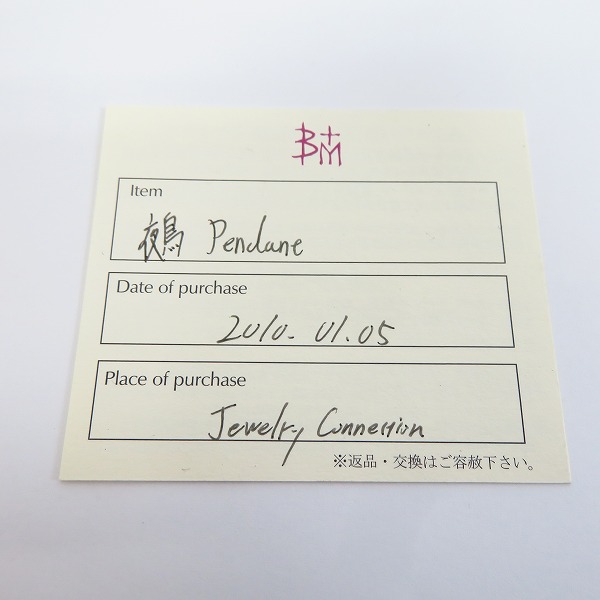 B+M
Item
鵺 Pendane
Date of purchase
2010. 01.05
Place of purchase
Jewelry Connection
※返品・交換はご容赦下さい。